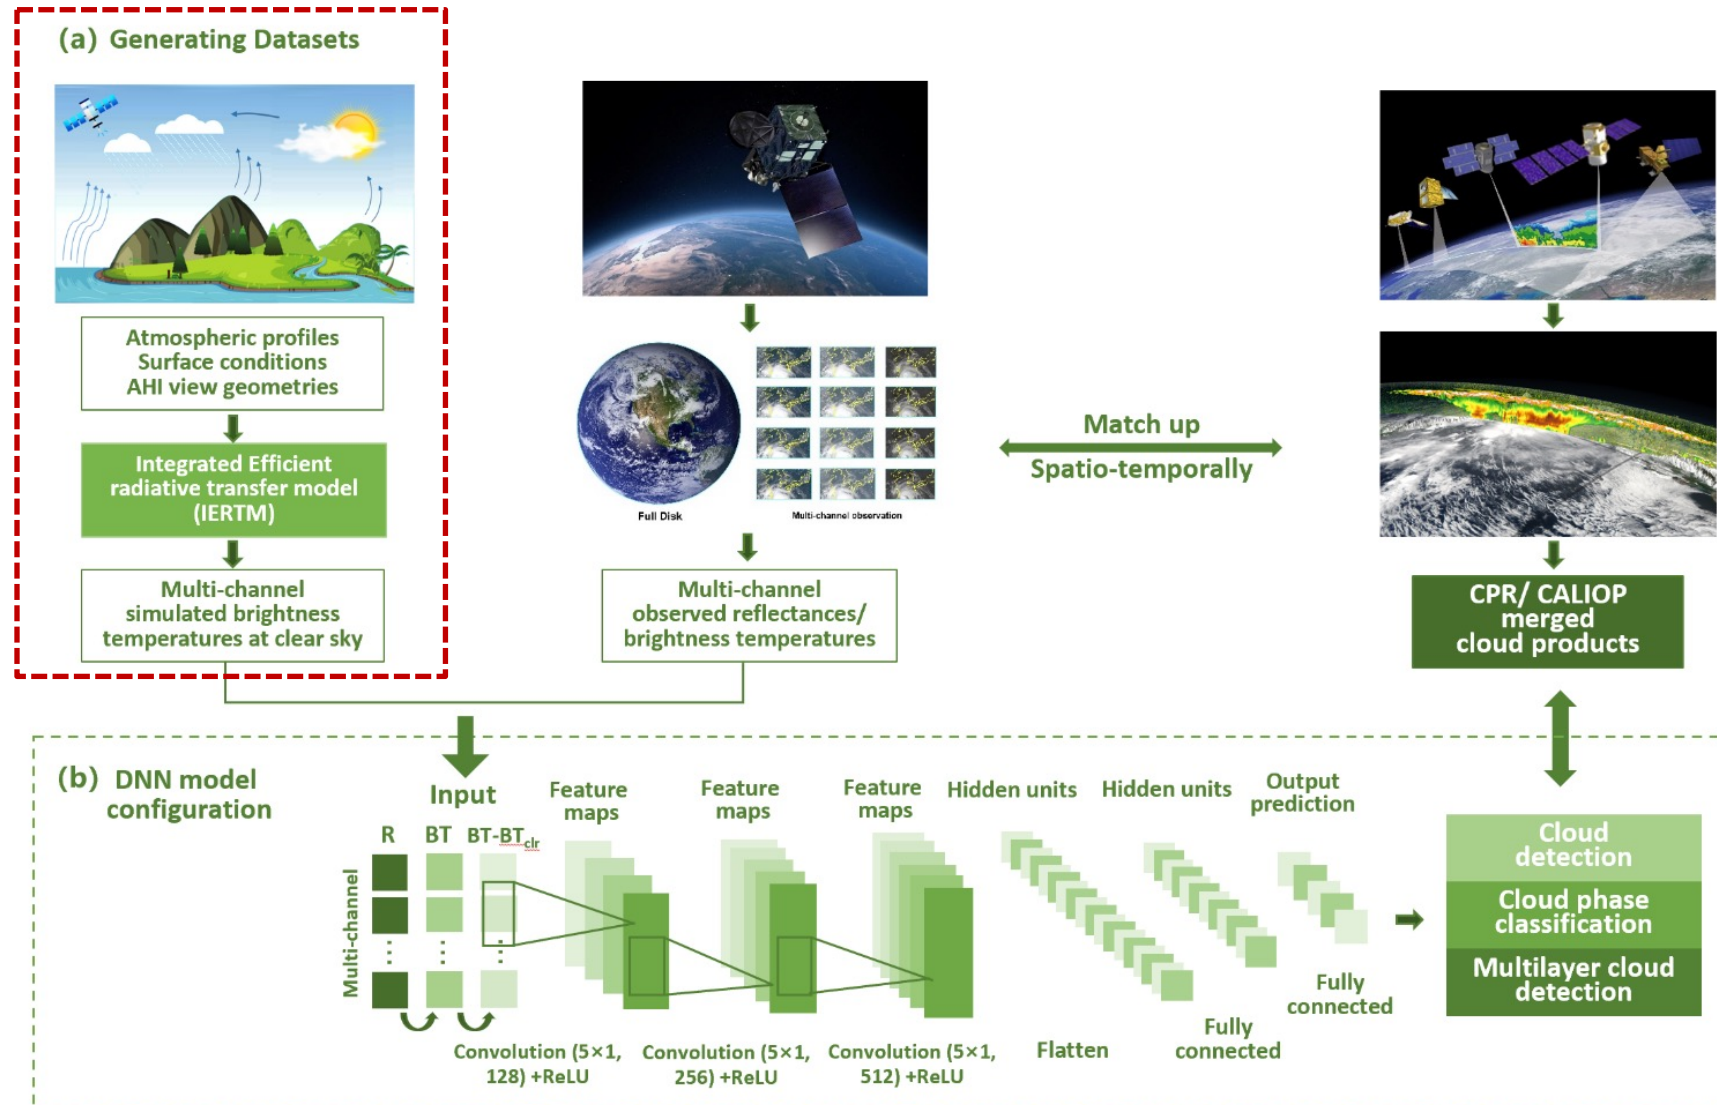 (a) Generating Datasets
Atmospheric profiles
Surface conditions
AHI view geometries
Integrated Efficient
radiative transfer model
(IERTM)
Multi-channel
simulated brightness
temperatures at clear sky
Full Disk
Multi-channel observation
Multi-channel
observed reflectances/
brightness temperatures
Match up
Spatio-temporally
CPR/ CALIOP
merged
cloud products
(b) DNN model
configuration
Input
R
BT
BT-BTclr
Multi-channel
Feature
maps
Feature
maps
Feature
maps
Hidden units
Hidden units
Output
prediction
Convolution (5×1,
128) +ReLU
Convolution (5×1,
256) +ReLU
Convolution (5×1,
512) +ReLU
Flatten
Fully
connected
Fully
connected
Cloud
detection
Cloud phase
classification
Multilayer cloud
detection